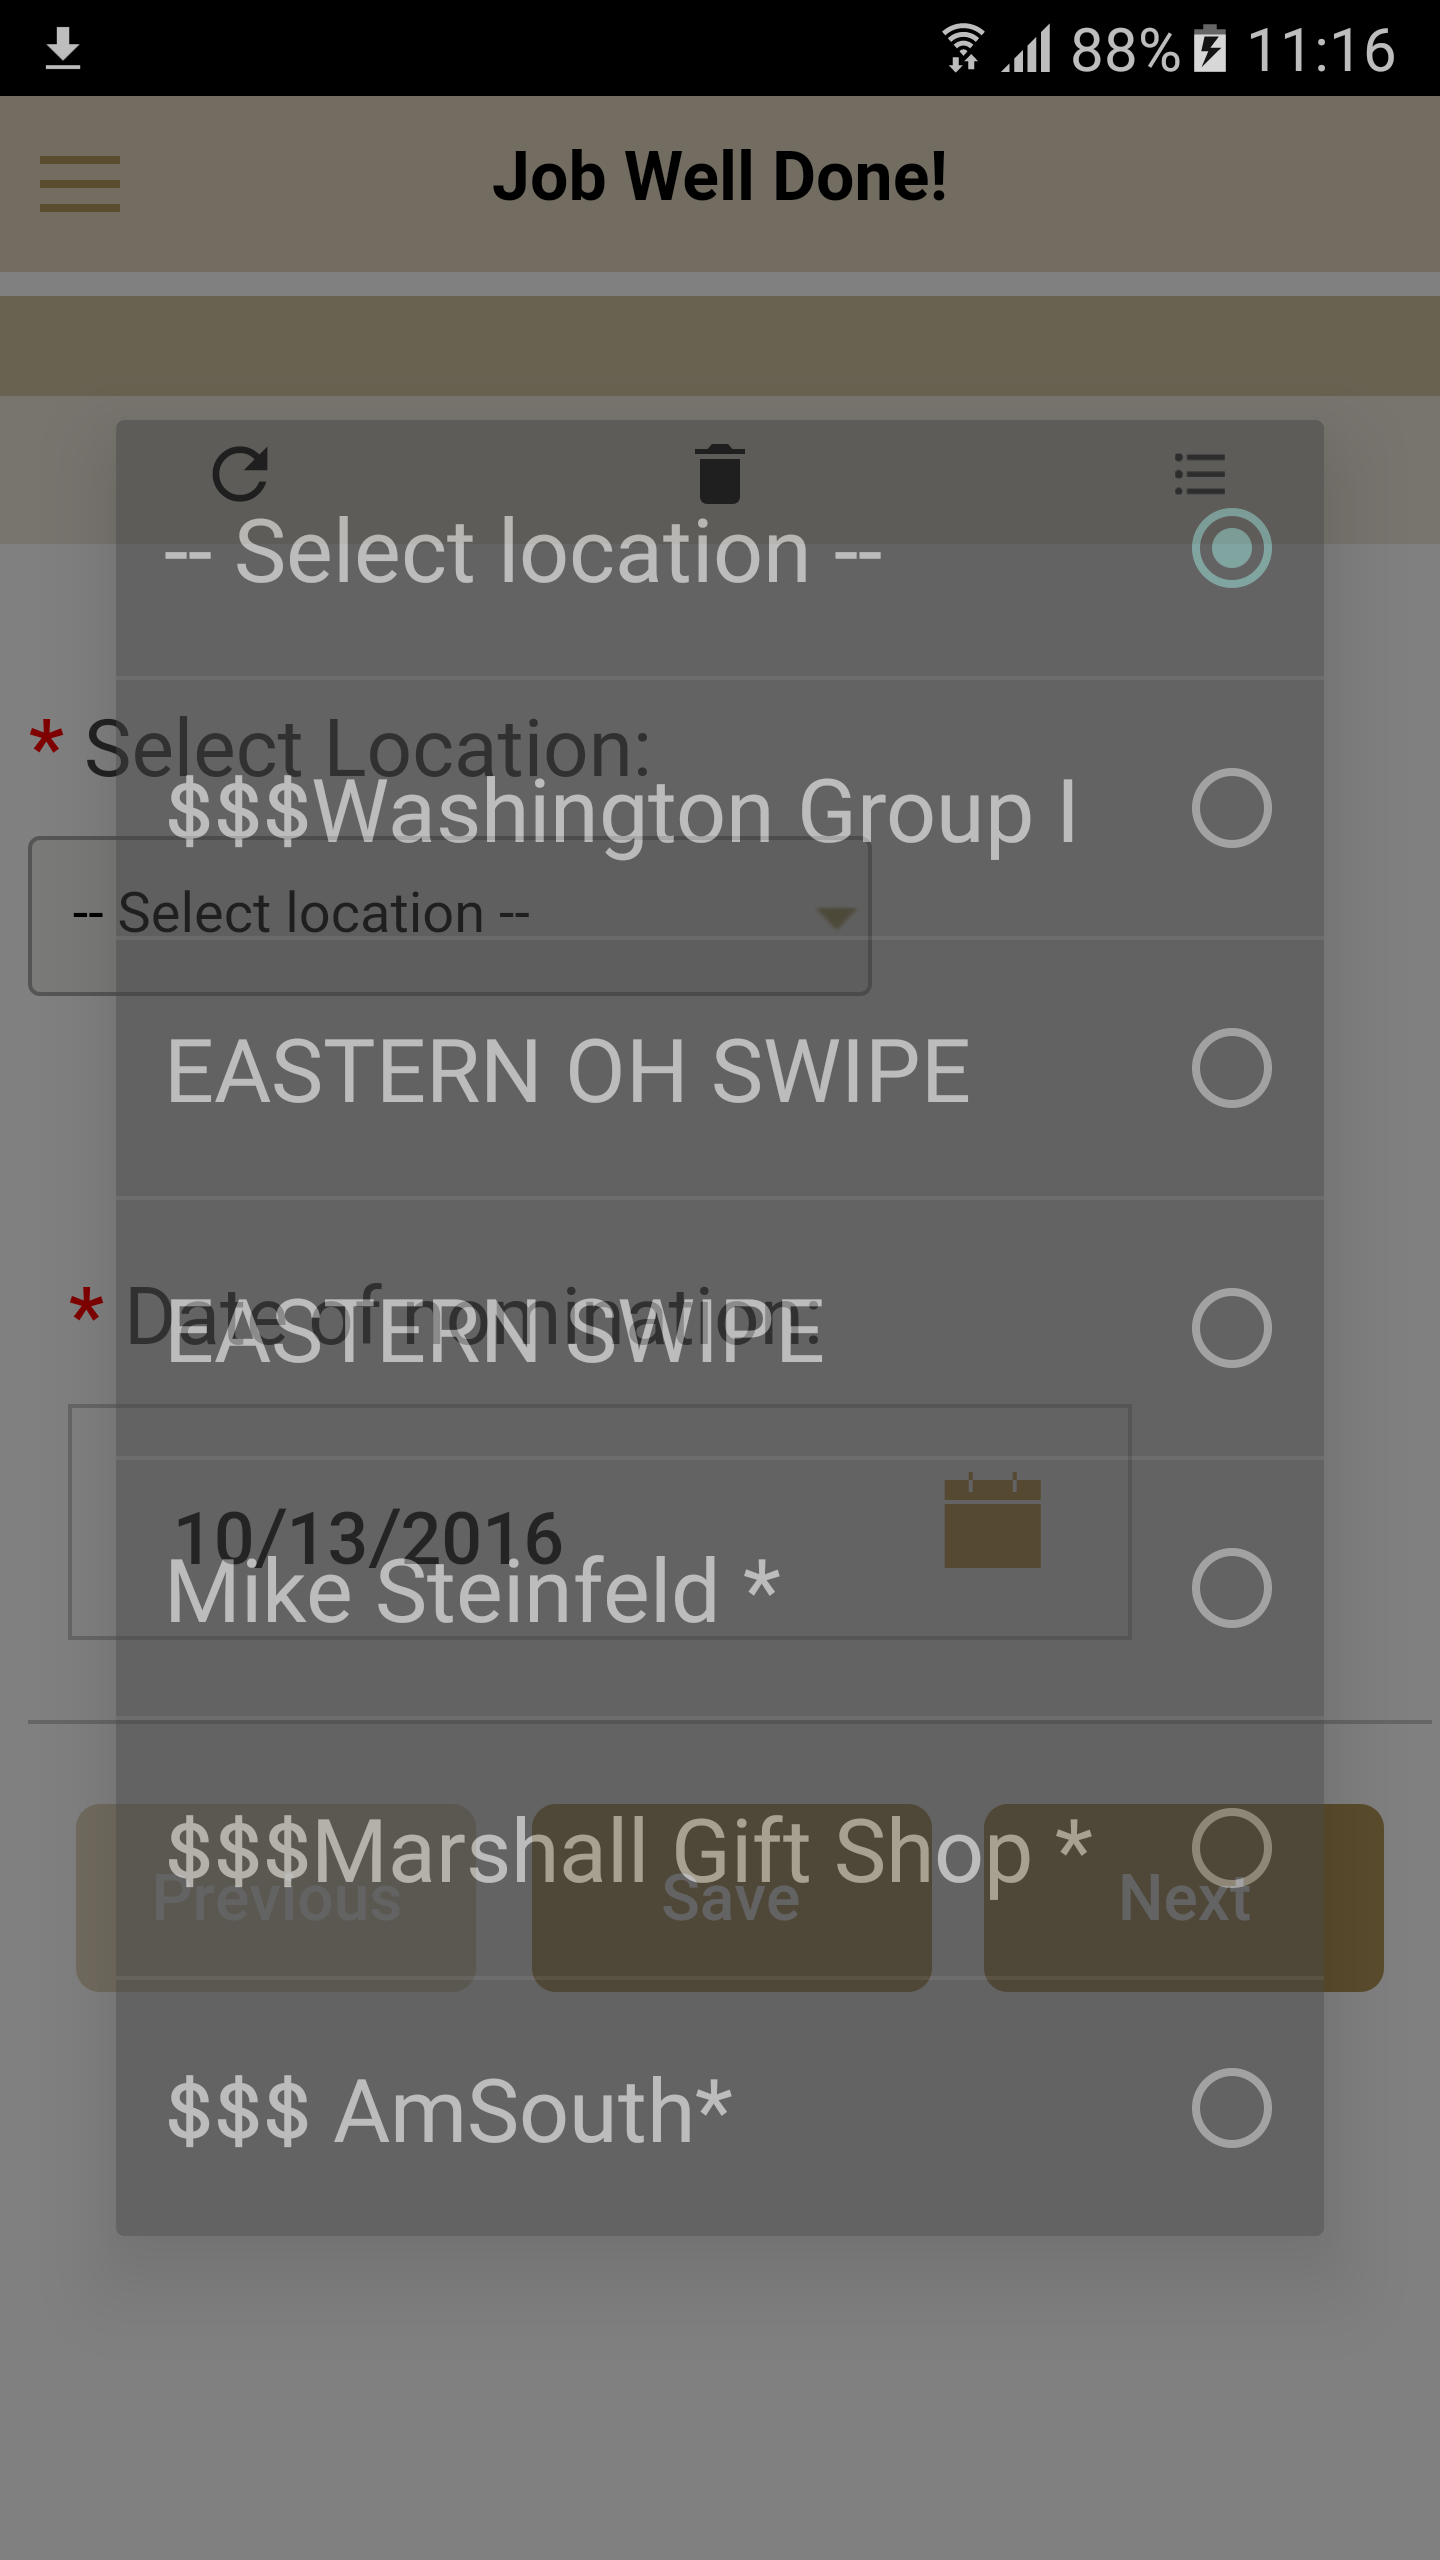 88% 11:16
Job Well Done!
-- Select location --
* Select Location:
$$$Washington Group I
-- Select location --
EASTERN OH SWIPE
* Date of nomination:
EASTERN SWIPE
10/13/2016
Mike Steinfeld *
$$$Marshall Gift Shop *
Previous Save Next
$$$ AmSouth*